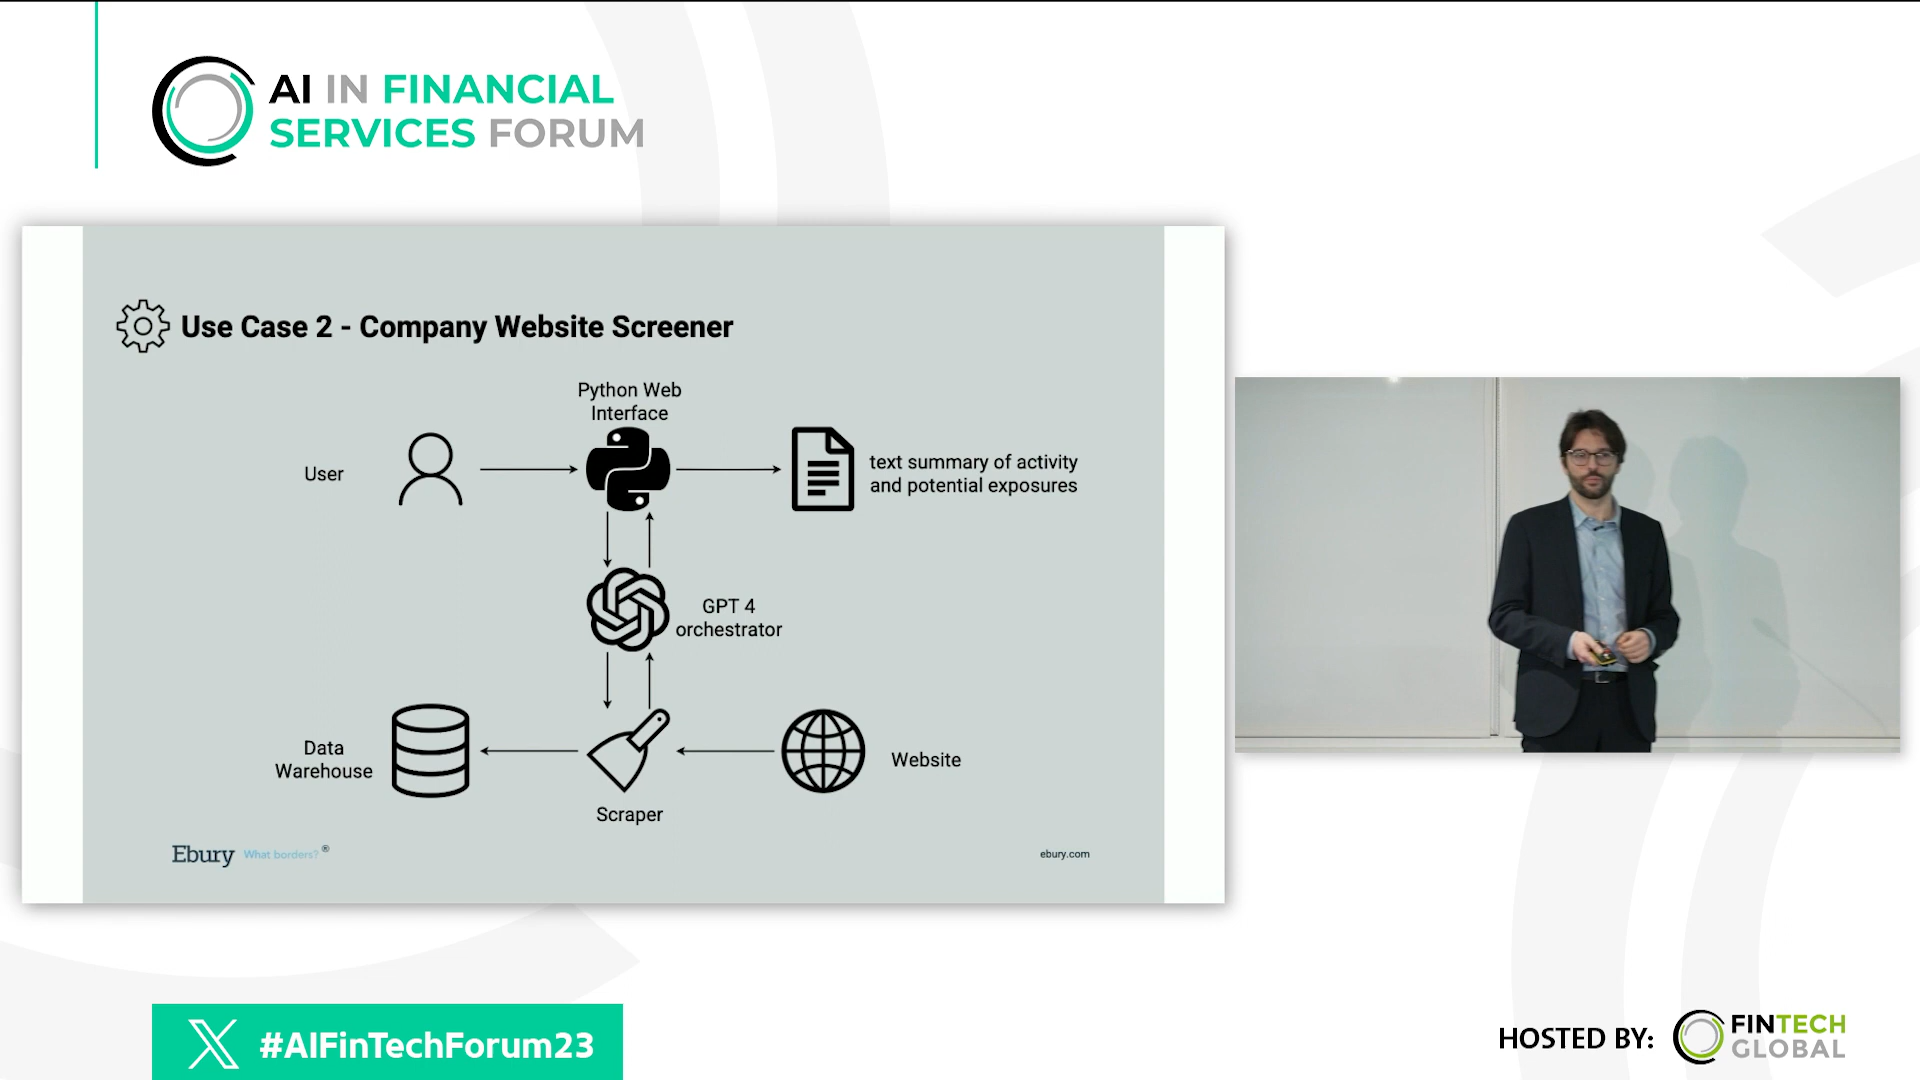 AI IN FINANCIAL
SERVICES FORUM
Use Case 2 - Company Website Screener
Python Web
Interface
User
text summary of activity
and potential exposures
GPT 4
orchestrator
Data
Warehouse
Website
Scraper
Ebury What borders? ®
ebury.com
#AIFinTechForum23
HOSTED BY:
FINTECH
GLOBAL